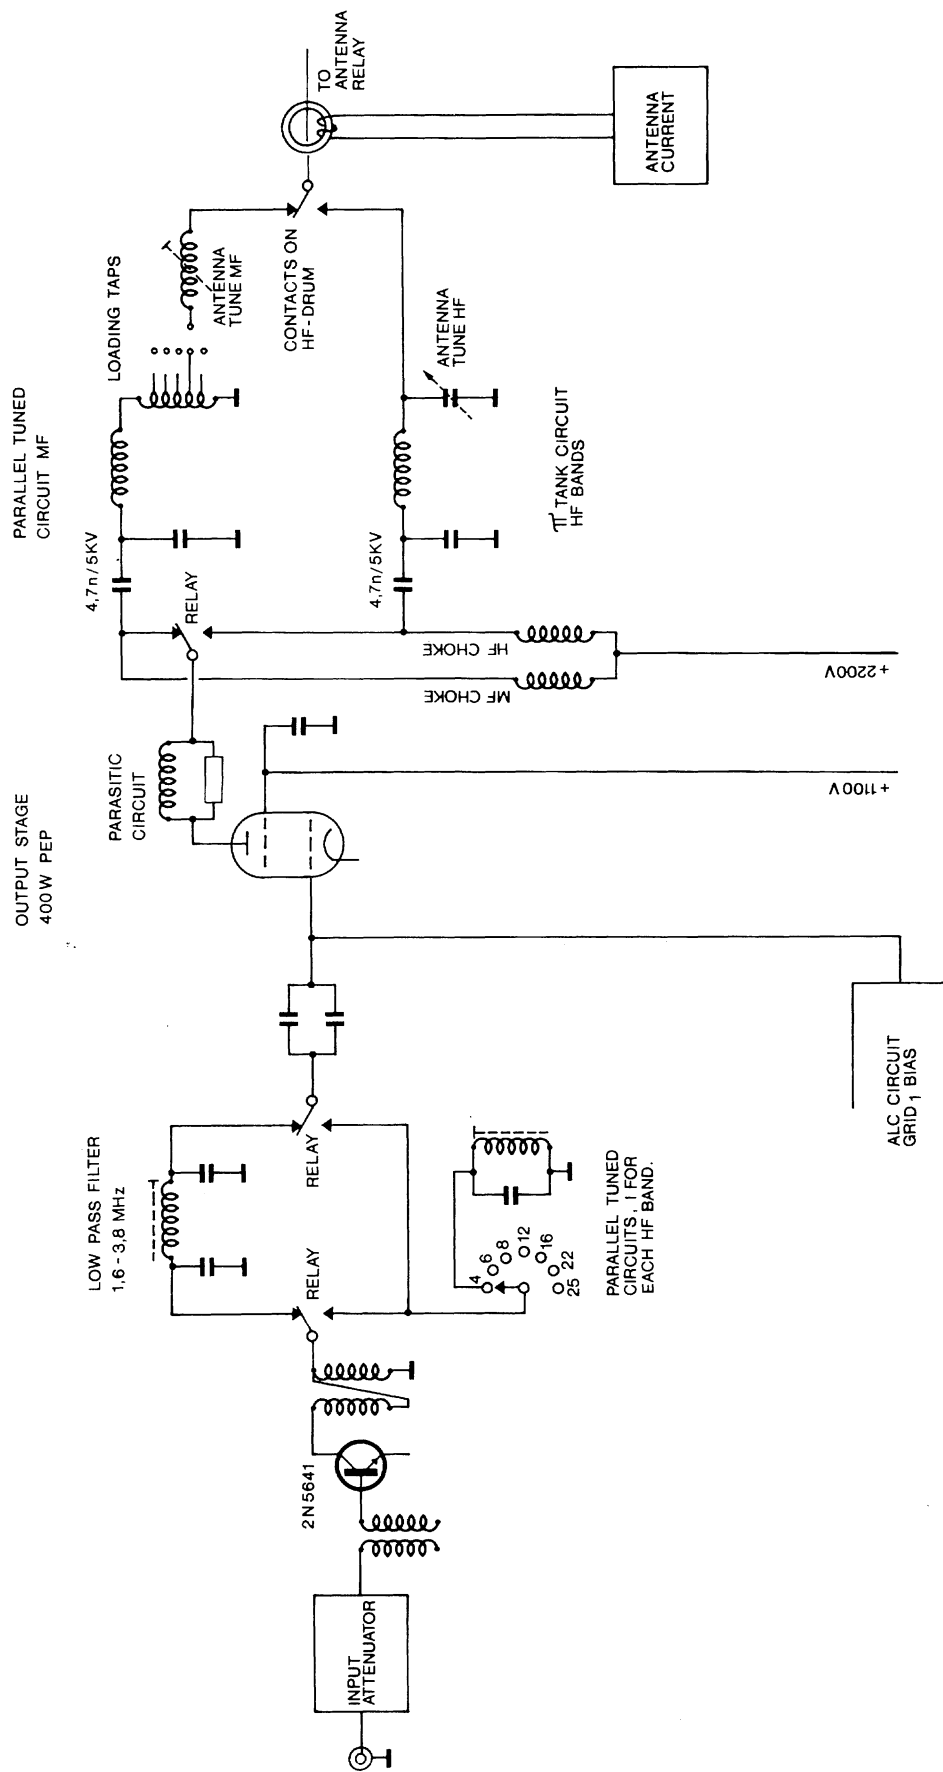 OUTPUT STAGE
400W PEP
PARALLEL TUNED
CIRCUIT MF
LOW PASS FILTER
1,6 - 3,8 MHz
PARASITIC
CIRCUIT
4,7n/5KV
LOADING TAPS
RELAY
ANTENNA
TUNE MF
2N5641
RELAY
RELAY
CONTACTS ON
HF-DRUM
TO
ANTENNA
RELAY
INPUT
ATTENUATOR
4,7n/5KV
HF CHOKE
MF CHOKE
ANTENNA
TUNE HF
4
6
8
12
16
22
25
π TANK CIRCUIT
HF BANDS
PARALLEL TUNED
CIRCUITS, 1 FOR
EACH HF BAND.
ANTENNA
CURRENT
+1100V
+2200V
ALC CIRCUIT
GRID₁ BIAS